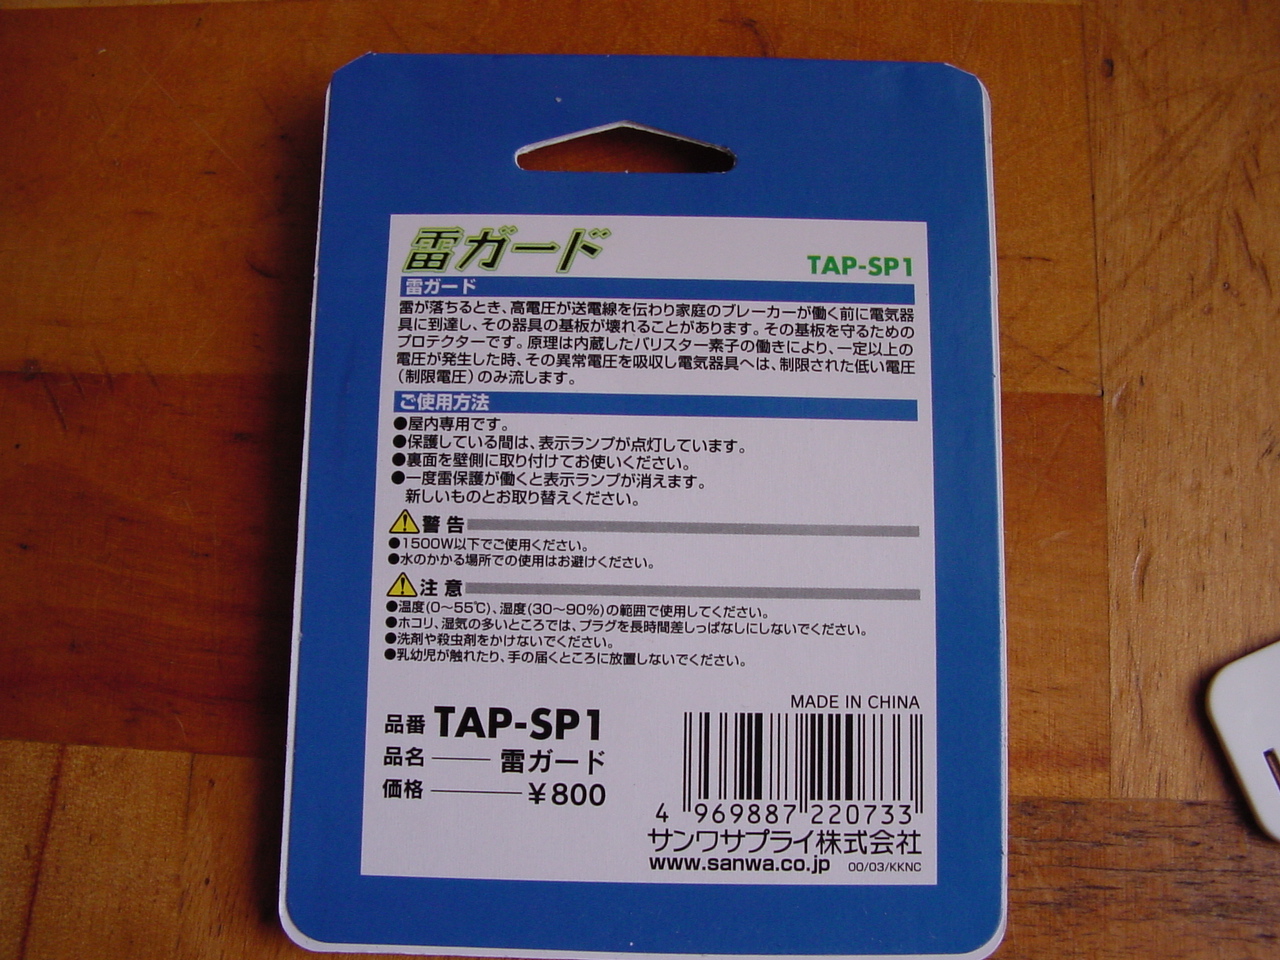 雷ガード
TAP-SP1
雷ガード
雷が落ちるとき、高電圧が送電線を伝わり家庭のブレーカーが働く前に電気器
具に到達し、その器具の基板が壊れることがあります。その基板を守るための
プロテクターです。原理は内蔵したバリスター素子の働きにより、一定以上の
電圧が発生した時、その異常電圧を吸収し電気器具へは、制限された低い電圧
(制限電圧)のみ流します。
ご使用方法
●屋内専用です。
●保護している間は、表示ランプが点灯しています。
●裏面を壁側に取り付けてお使いください。
●一度雷保護が働くと表示ランプが消えます。
新しいものとお取り替えください。
警告
●1500W以下でご使用ください。
●水のかかる場所での使用はお避けください。
注意
●温度(0〜55℃)、湿度(30〜90%)の範囲で使用してください。
●ホコリ、湿気の多いところでは、プラグを長時間差しっぱなしにしないでください。
●洗剤や殺虫剤をかけないでください。
●乳幼児が触れたり、手の届くところに放置しないでください。
品番 TAP-SP1
品名 雷ガード
価格 ¥800
MADE IN CHINA
4 969887 220733
サンワサプライ株式会社
www.sanwa.co.jp 00/03/KKNC